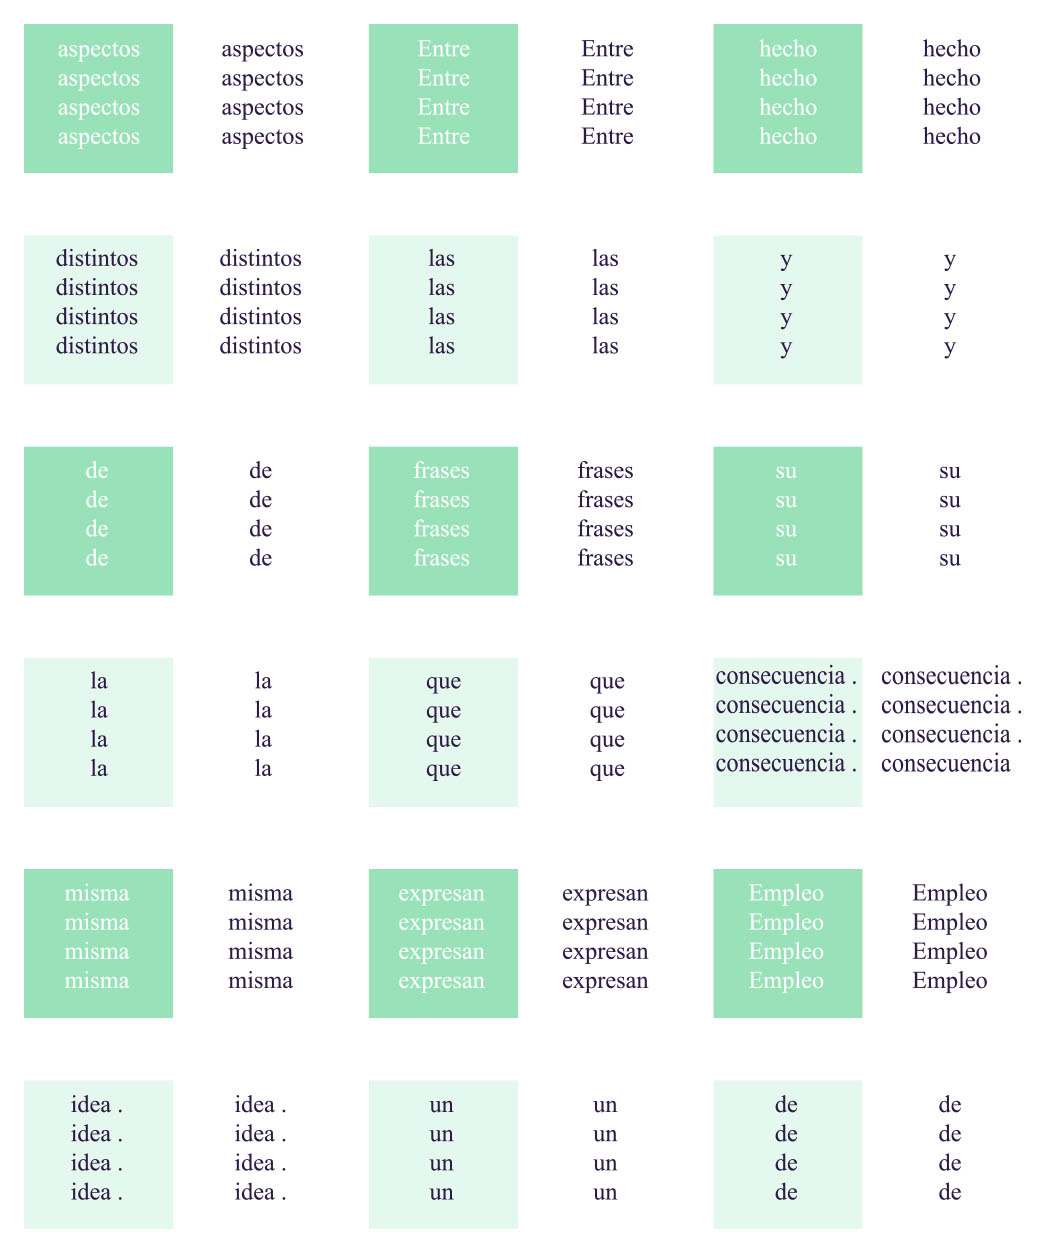 aspectos aspectos Entre Entre hecho hecho
aspectos aspectos Entre Entre hecho hecho
aspectos aspectos Entre Entre hecho hecho
aspectos aspectos Entre Entre hecho hecho
distintos distintos las las y y
distintos distintos las las y y
distintos distintos las las y y
distintos distintos las las y y
de de frases frases su su
de de frases frases su su
de de frases frases su su
de de frases frases su su
la la que que consecuencia . consecuencia .
la la que que consecuencia . consecuencia .
la la que que consecuencia . consecuencia .
la la que que consecuencia . consecuencia
misma misma expresan expresan Empleo Empleo
misma misma expresan expresan Empleo Empleo
misma misma expresan expresan Empleo Empleo
misma misma expresan expresan Empleo Empleo
idea . idea . un un de de
idea . idea . un un de de
idea . idea . un un de de
idea . idea . un un de de